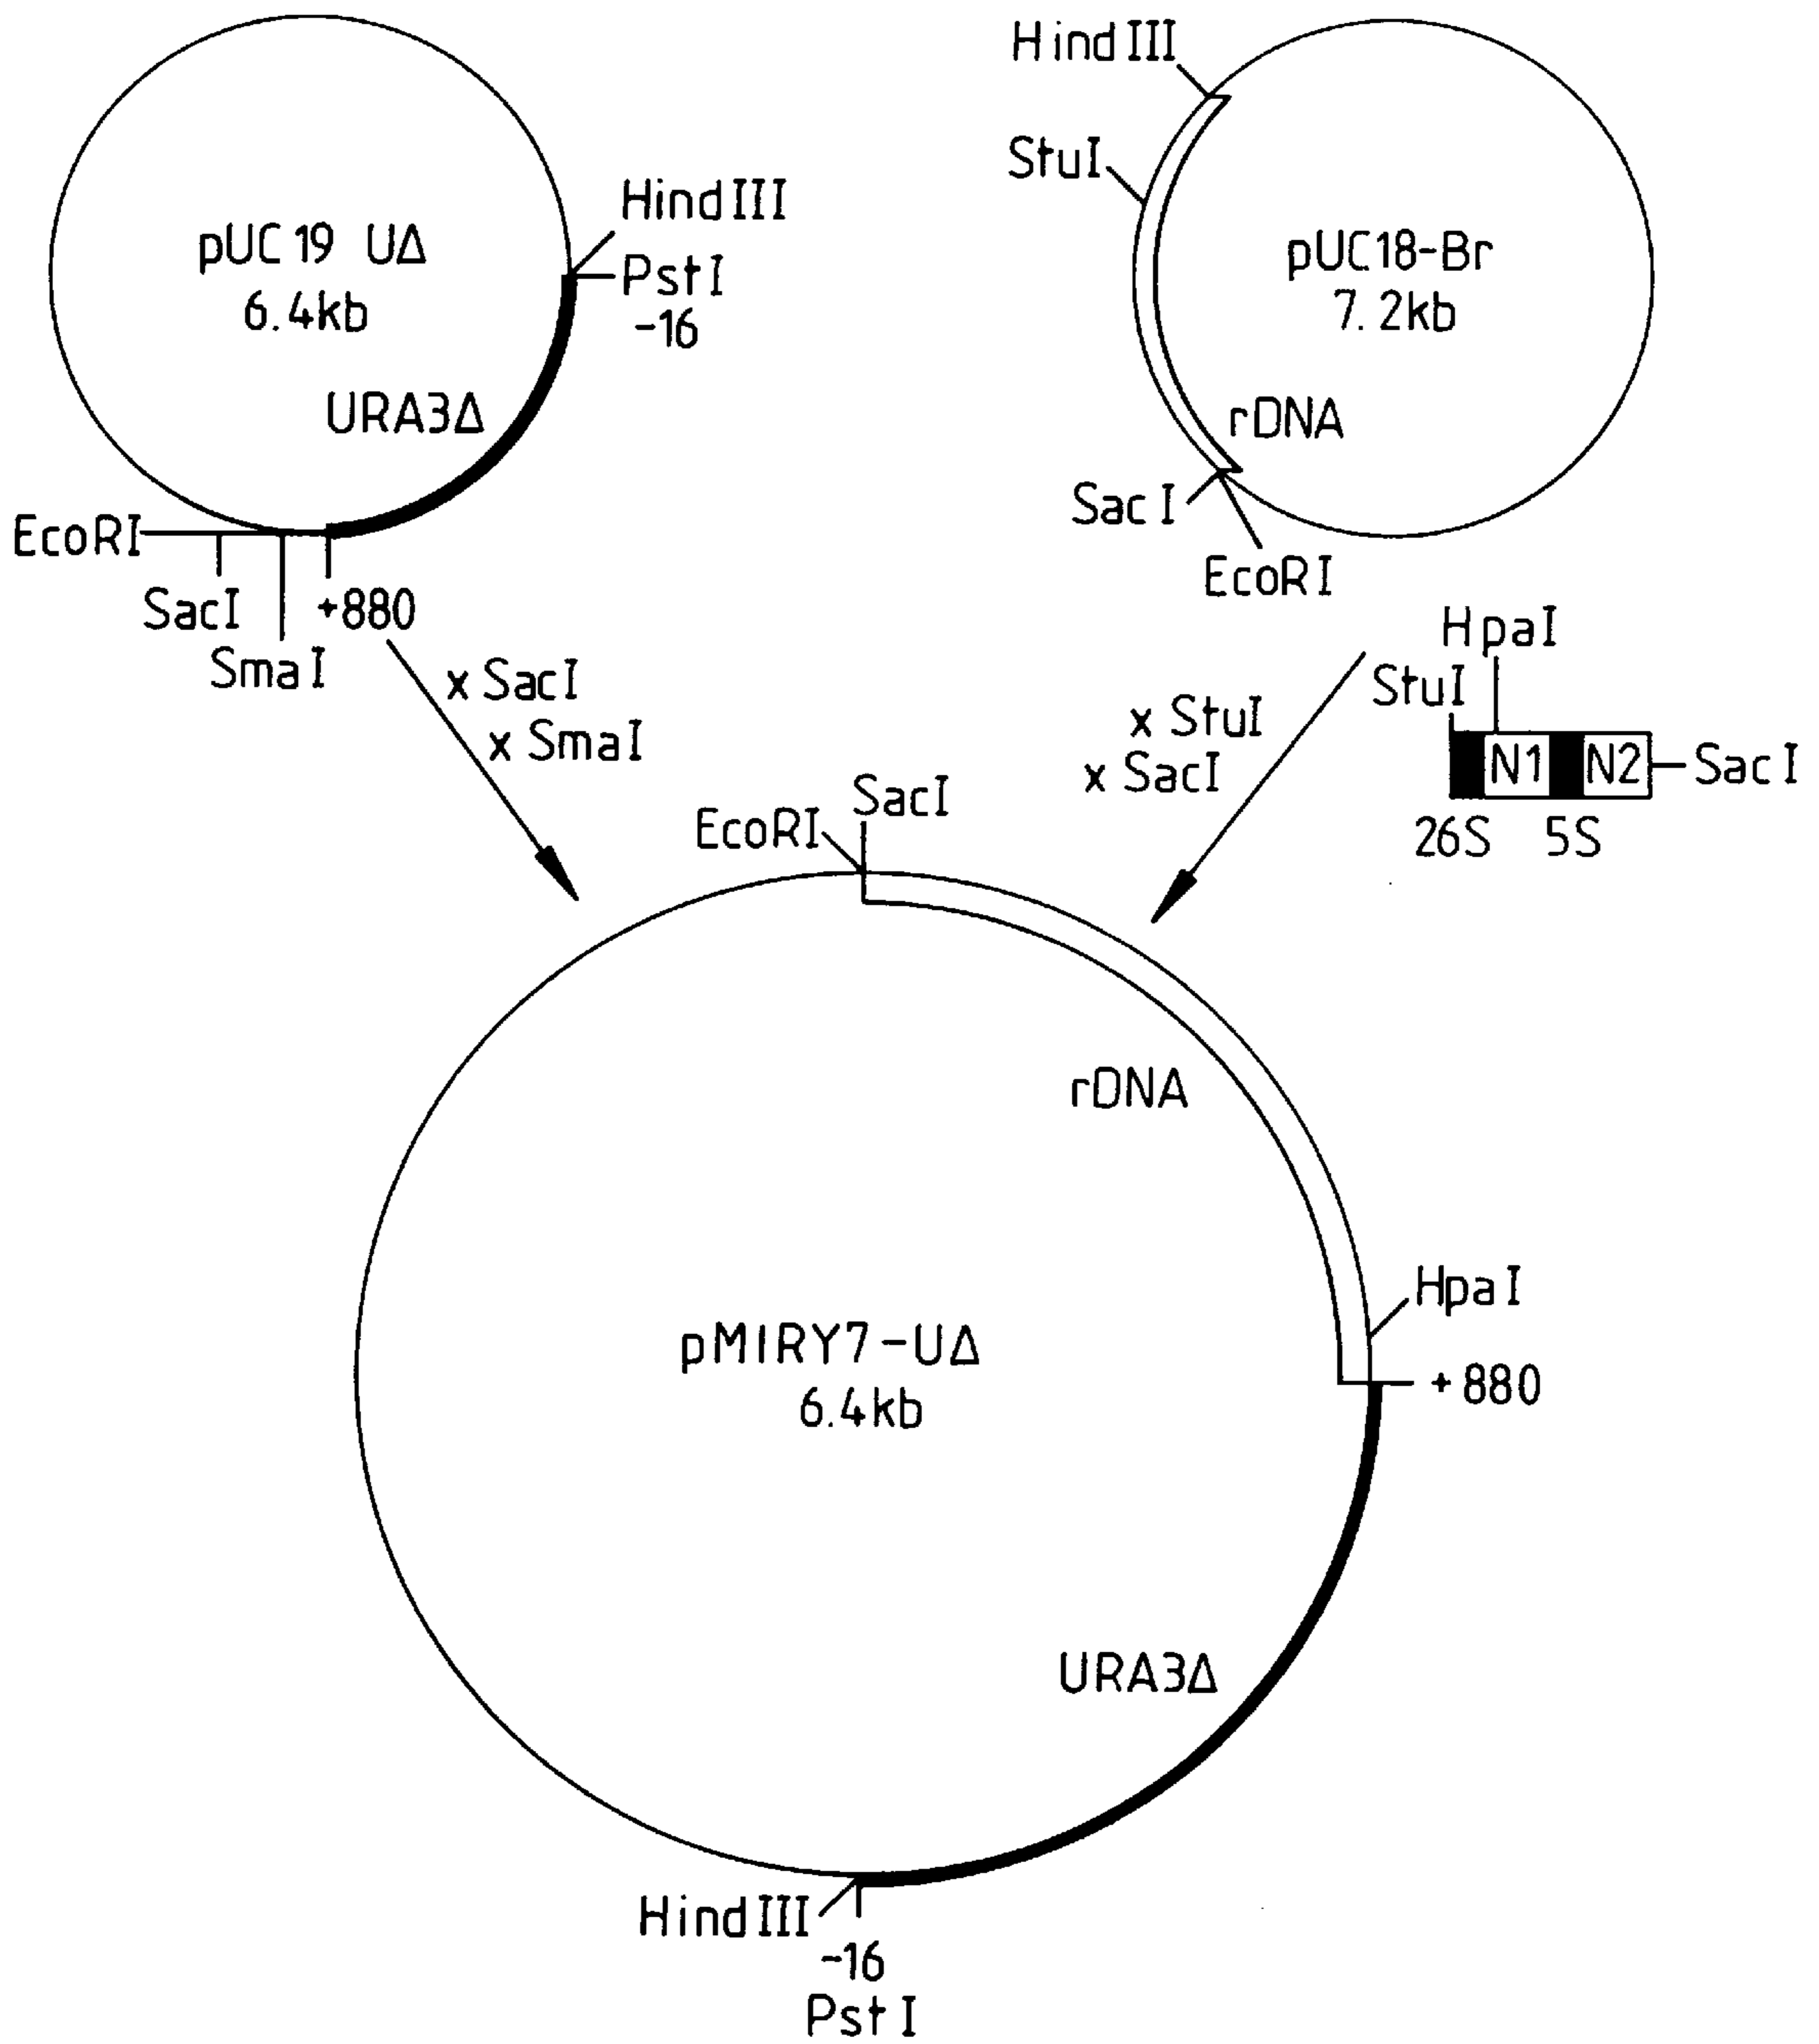 HindIII
PstI
-16
pUC19 UΔ
6.4kb
URA3Δ
EcoRI
SacI
SmaI
+880
HindIII
StuI
pUC18-Br
7.2kb
rDNA
SacI
EcoRI
x SacI
x SmaI
x StuI
x SacI
HpaI
StuI
N1 N2
SacI
26S 5S
EcoRI
SacI
rDNA
HpaI
+880
pMIRY7-UΔ
6.4kb
URA3Δ
HindIII
-16
PstI